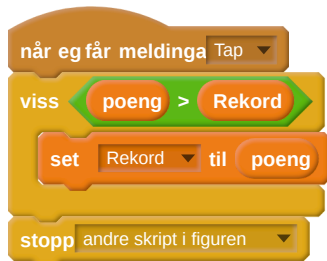 når eg får meldinga Tap
viss poeng > Rekord
set Rekord til poeng
stopp andre skript i figuren